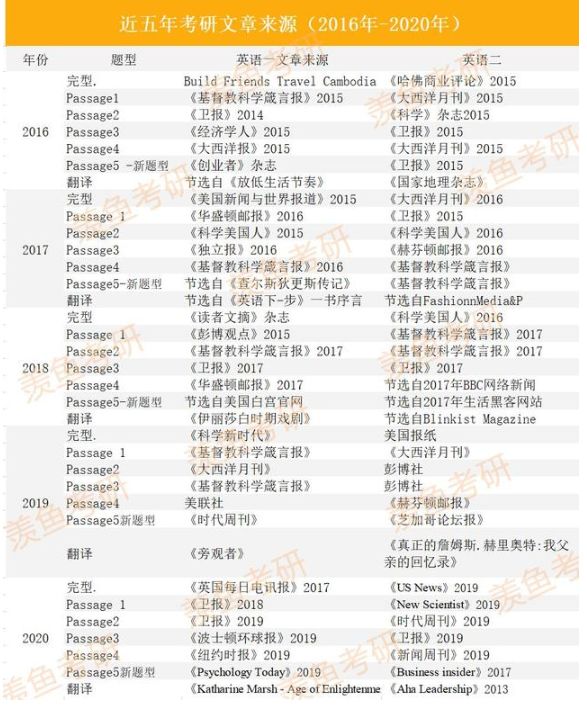 近五年考研文章来源（2016年-2020年）
年份 题型 英语一文章来源 英语二
2016
完型. Build Friends Travel Cambodia 《哈佛商业评论》2015
Passage1 《基督教科学箴言报》2015 《大西洋月刊》2015
Passage2 《卫报》2014 《科学》杂志2015
Passage3 《经济学人》2015 《卫报》2015
Passage4 《大西洋报》2015 《大西洋月刊》2015
Passage5 -新题型 《创业者》杂志 《卫报》2015
翻译 节选自《放低生活节奏》 《国家地理杂志》
2017
完型 《美国新闻与世界报道》2015 《大西洋月刊》2016
Passage 1 《华盛顿邮报》2016 《卫报》2015
Passage2 《科学美国人》2015 《科学美国人》2016
Passage3 《独立报》2016 《赫芬顿邮报》2016
Passage4 《基督教科学箴言报》2016 《基督教科学箴言报》
Passage5-新题型 节选自《查尔斯狄更斯传记》 《基督教科学箴言报》
翻译 节选自《英语下-步》一书序言 节选自FashionnMedia&P
2018
完型 《读者文摘》杂志 《科学美国人》2016
Passage 1 《彭博观点》2015 《基督教科学箴言报》2017
Passage2 《基督教科学箴言报》2017 《基督教科学箴言报》2017
Passage3 《卫报》2017 《卫报》2017
Passage4 《华盛顿邮报》2017 节选自2017年BBC网络新闻
Passage5-新题型 节选自美国白宫官网 节选自2017年生活黑客网站
翻译 《伊丽莎白时期戏剧》 节选自Blinkist Magazine
2019
完型. 《科学新时代》 美国报纸
Passage 1 《基督教科学箴言报》 《大西洋月刊》
Passage2 《大西洋月刊》 彭博社
Passage3 《基督教科学箴言报》 彭博社
Passage4 美联社 《赫芬顿邮报》
Passage5新题型 《时代周刊》 《芝加哥论坛报》
翻译 《旁观者》 《真正的詹姆斯.赫里奥特:我父
亲的回忆录》
2020
完型. 《英国每日电讯报》2017 《US News》2019
Passage 1 《卫报》2018 《New Scientist》2019
Passage2 《卫报》2019 《时代周刊》2019
Passage3 《波士顿环球报》2019 《卫报》2019
Passage4 《纽约时报》2019 《新闻周刊》2019
Passage5新题型 《Psychology Today》2019 《Business insider》2017
翻译 《Katharine Marsh - Age of Enlightenme 《Aha Leadership》2013
羡鱼考研